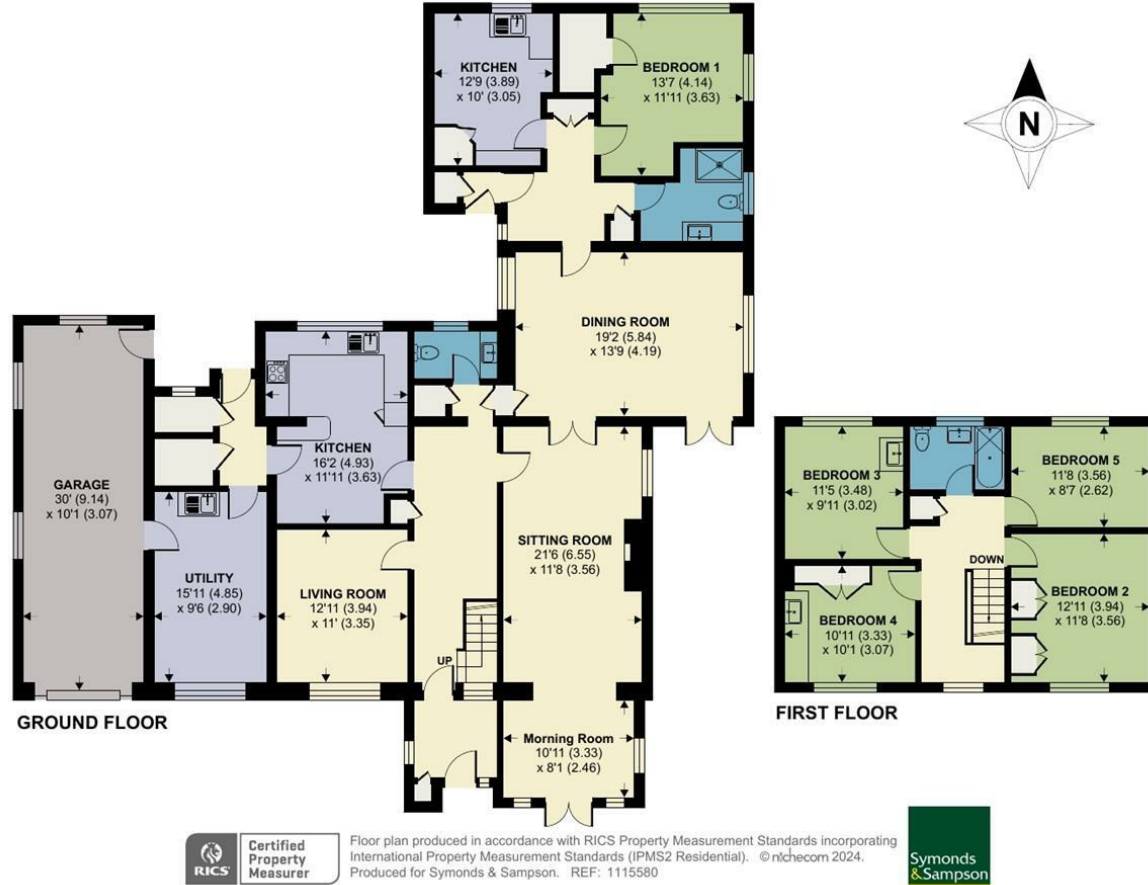 KITCHEN
12'9 (3.89)
x 10' (3.05)
BEDROOM 1
13'7 (4.14)
x 11'11 (3.63)
N
DINING ROOM
19'2 (5.84)
x 13'9 (4.19)
GARAGE
30' (9.14)
x 10'1 (3.07)
KITCHEN
16'2 (4.93)
x 11'11 (3.63)
UTILITY
15'11 (4.85)
x 9'6 (2.90)
LIVING ROOM
12'11 (3.94)
x 11' (3.35)
SITTING ROOM
21'6 (6.55)
x 11'8 (3.56)
UP
Morning Room
10'11 (3.33)
x 8'1 (2.46)
GROUND FLOOR
BEDROOM 3
11'5 (3.48)
x 9'11 (3.02)
BEDROOM 5
11'8 (3.56)
x 8'7 (2.62)
DOWN
BEDROOM 2
12'11 (3.94)
x 11'8 (3.56)
BEDROOM 4
10'11 (3.33)
x 10'1 (3.07)
FIRST FLOOR
RICS
Certified
Property
Measurer
Floor plan produced in accordance with RICS Property Measurement Standards incorporating
International Property Measurement Standards (IPMS2 Residential). © nıchecom 2024.
Produced for Symonds & Sampson. REF: 1115580
Symonds
&Sampson